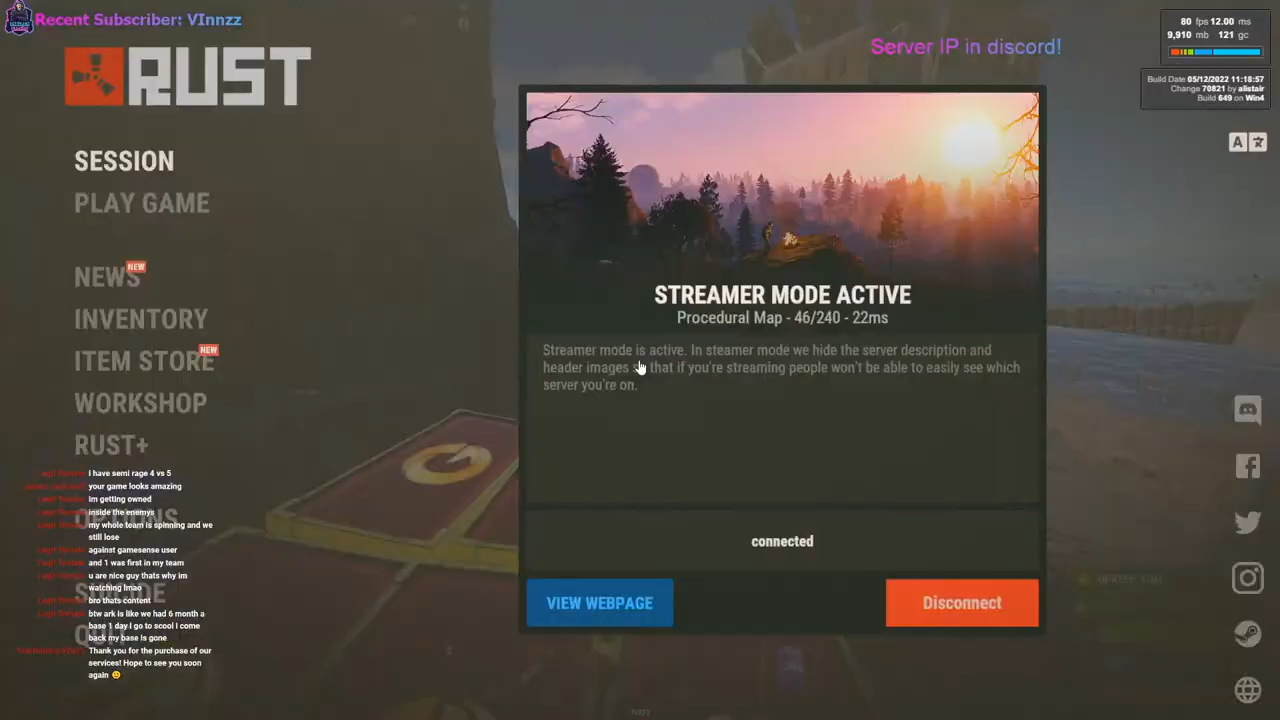 Recent Subscriber: VInnzz
Server IP in discord!
80 fps 12.00 ms
9,910 mb 121 gc
Build Date 05/12/2022 11:18:57
Change 70821 by alistair
Build 649 on Win4
RUST
SESSION
PLAY GAME
NEWS NEW
INVENTORY
ITEM STORE NEW
WORKSHOP
RUST+
OPTIONS
SUICIDE
QUIT
STREAMER MODE ACTIVE
Procedural Map - 46/240 - 22ms
Streamer mode is active. In steamer mode we hide the server description and
header images so that if you're streaming people won't be able to easily see which
server you're on.
connected
VIEW WEBPAGE
Disconnect
i have semi rage 4 vs 5
your game looks amazing
im getting owned
inside the enemys
my whole team is spinning and we
still lose
against gamesense user
and 1 was first in my team
u are nice guy thats why im
watching lmao
bro thats content
btw ark is like we had 6 month a
base 1 day I go to scool I come
back my base is gone
Thank you for the purchase of our
services! Hope to see you soon
again